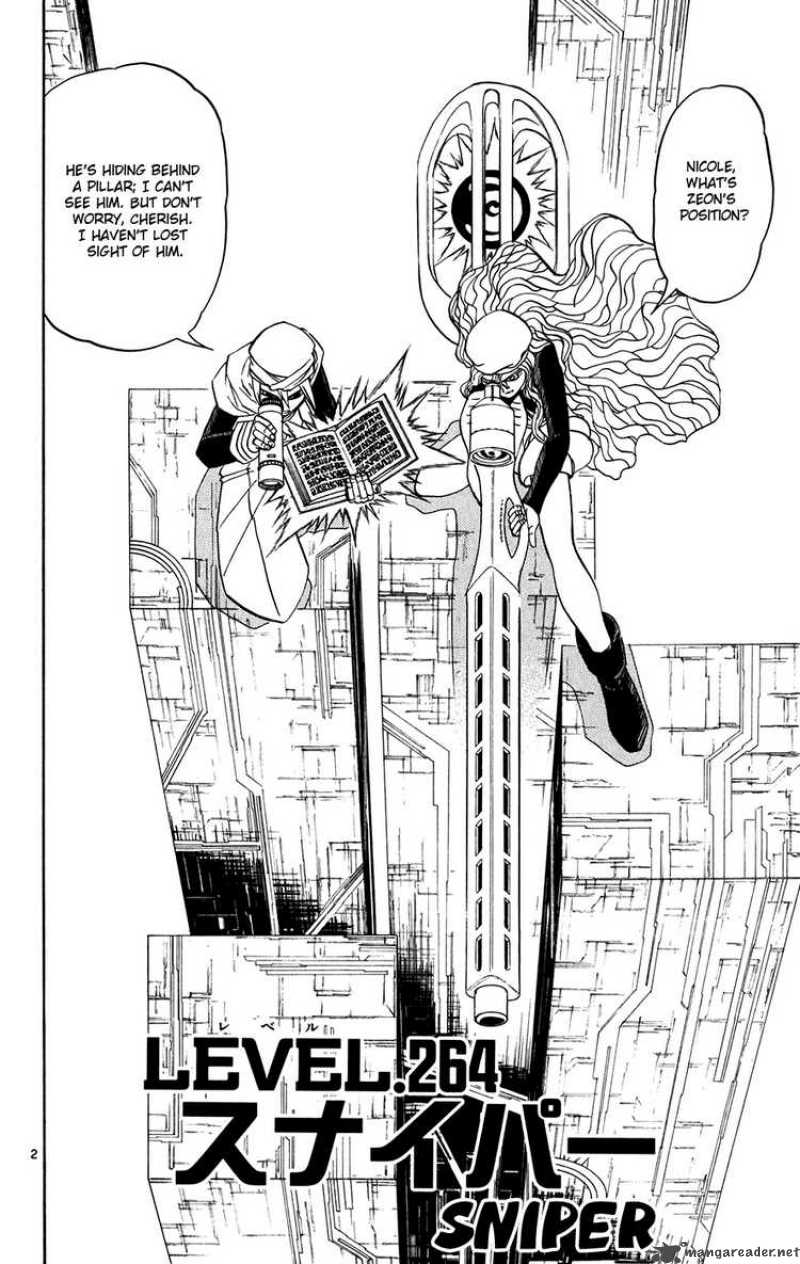 NICOLE,
WHAT'S
ZEON'S
POSITION?
HE'S HIDING BEHIND
A PILLAR; I CAN'T
SEE HIM. BUT DON'T
WORRY, CHERISH.
I HAVEN'T LOST
SIGHT OF HIM.
レベル
LEVEL.264
スナイパー
SNIPER
2
mangareader.net